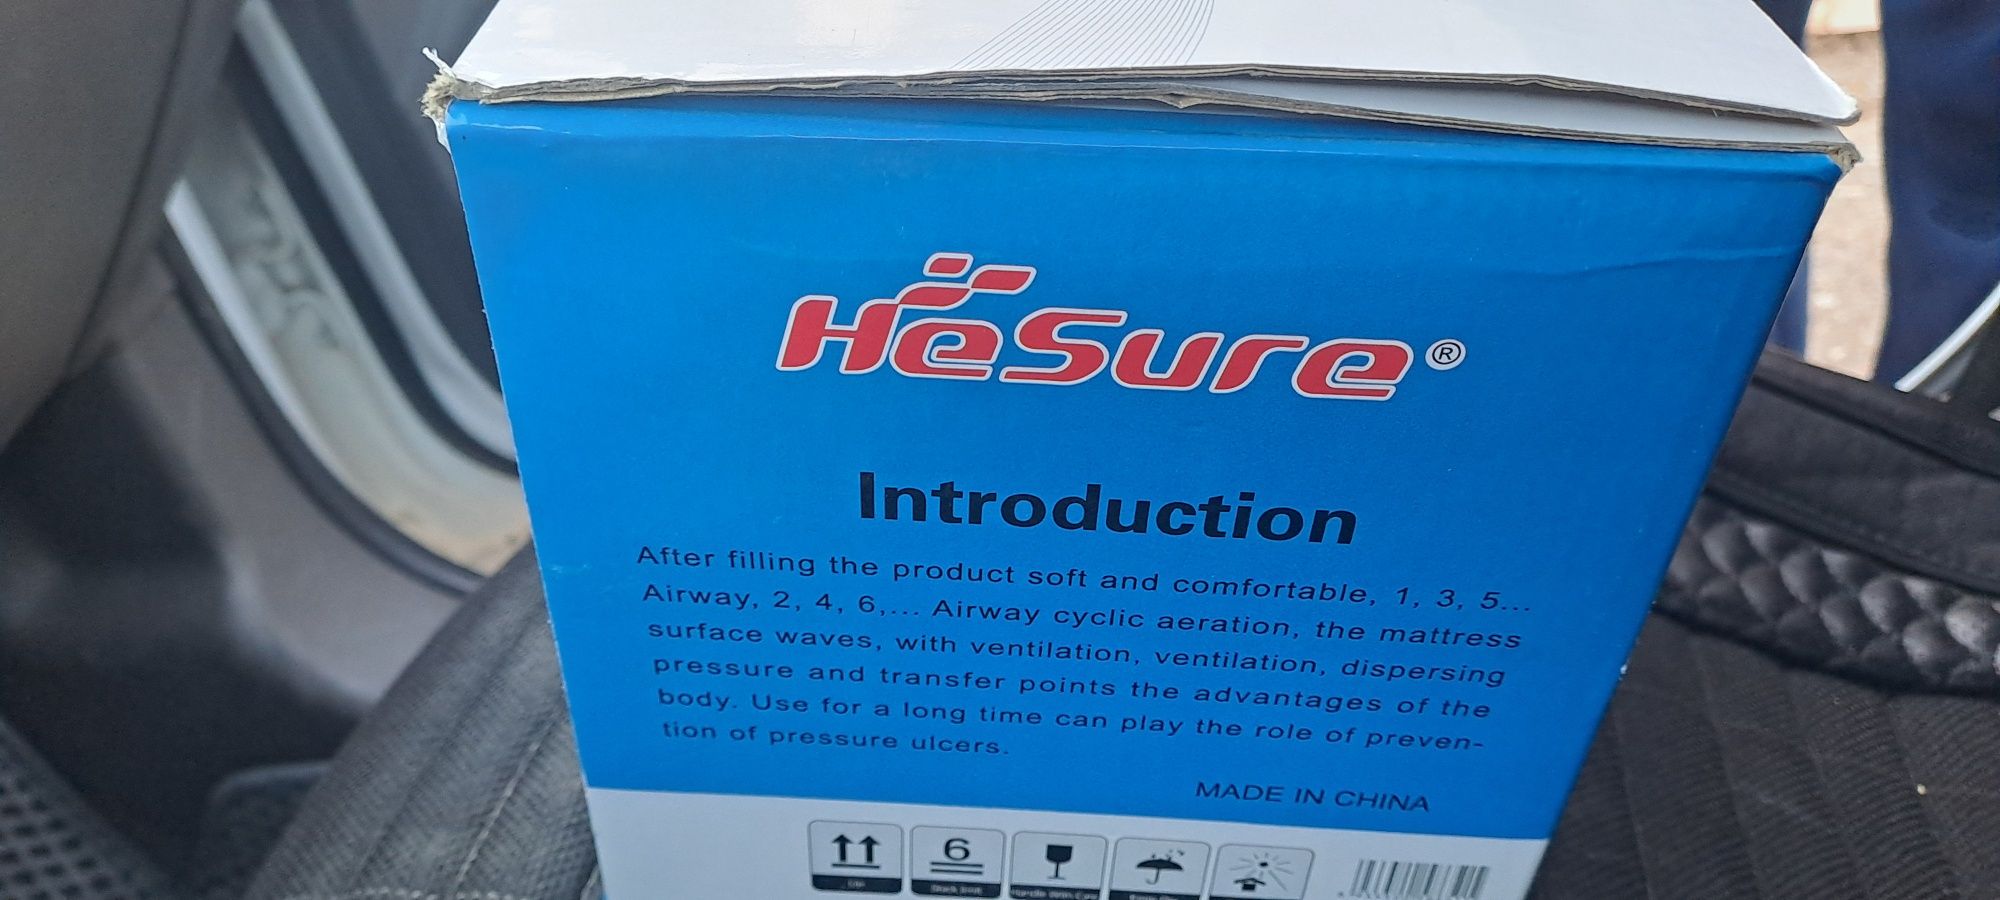 HeSure®
Introduction
After filling the product soft and comfortable, 1, 3, 5...
Airway, 2, 4, 6,... Airway cyclic aeration, the mattress
surface waves, with ventilation, ventilation, dispersing
pressure and transfer points the advantages of the
body. Use for a long time can play the role of preven-
tion of pressure ulcers.
MADE IN CHINA
6